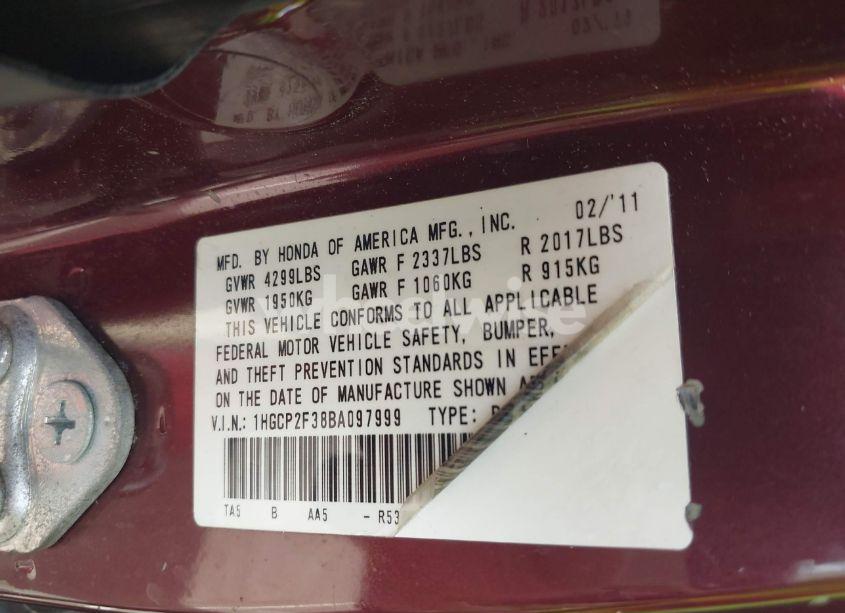 02/'11
MFD. BY HONDA OF AMERICA MFG., INC.
GVWR 4299LBS GAWR F 2337LBS R 2017LBS
GVWR 1950KG GAWR F 1060KG R 915KG
THIS VEHICLE CONFORMS TO ALL APPLICABLE
FEDERAL MOTOR VEHICLE SAFETY, BUMPER,
AND THEFT PREVENTION STANDARDS IN
ON THE DATE OF MANUFACTURE SHOWN
V.I.N.: 1HGCP2F38BA097999 TYPE:
TA5 B AA5 - R53